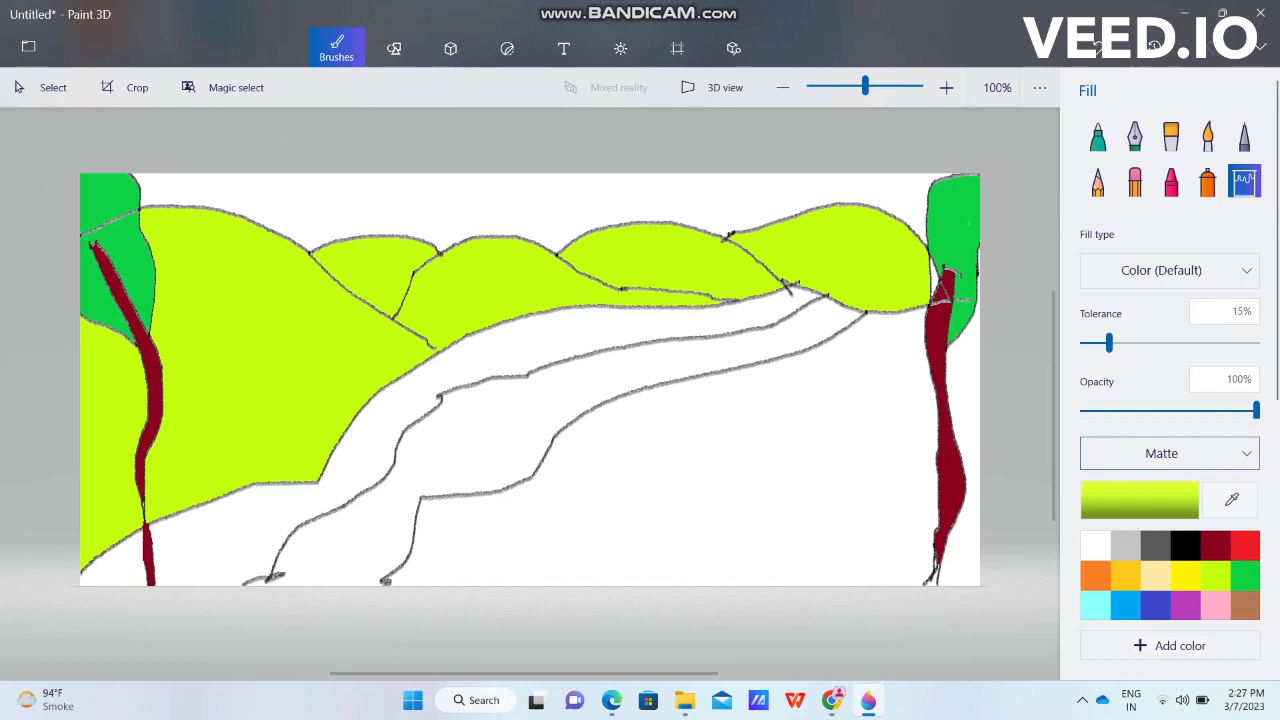 Untitled* - Paint 3D
www.BANDICAM.com
VEED.IO
Brushes
Select
Crop
Magic select
Mixed reality
3D view
100%
Fill
Fill type
Color (Default)
Tolerance
15%
Opacity
100%
Matte
Add color
94°F
Smoke
Search
ENG
IN
2:27 PM
3/7/2023